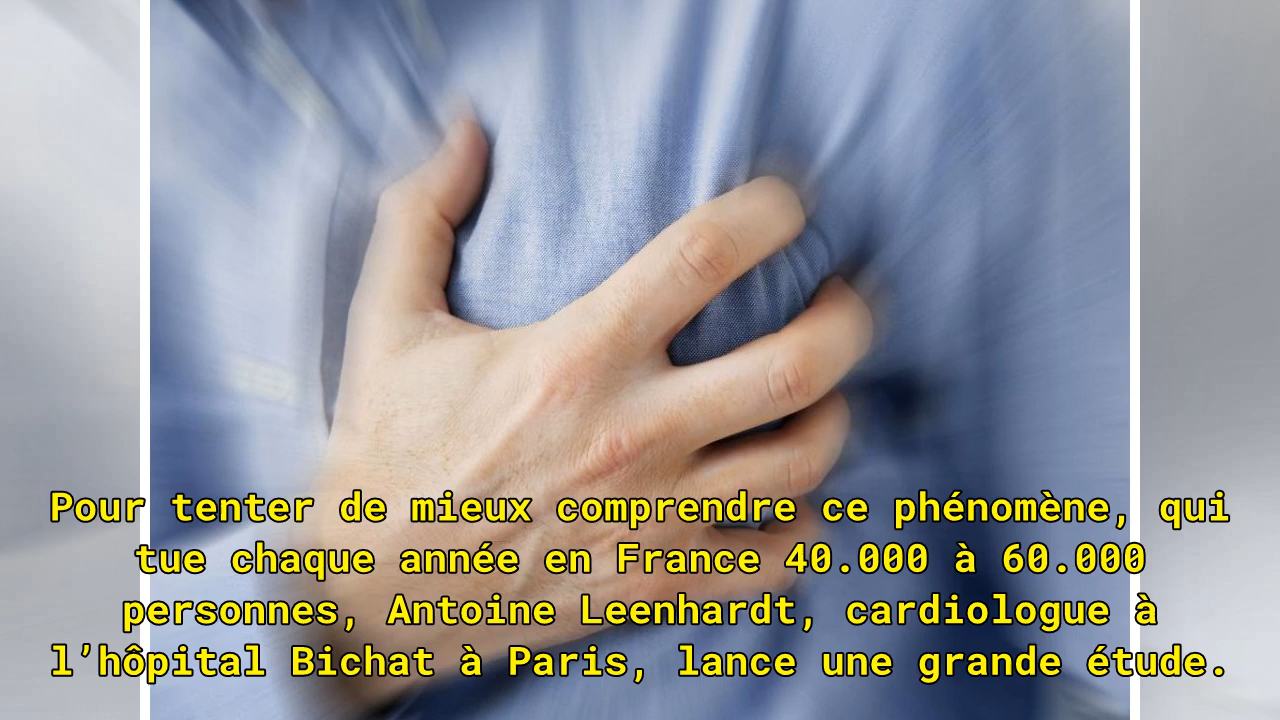 Pour tenter de mieux comprendre ce phénomène, qui
tue chaque année en France 40.000 à 60.000
personnes, Antoine Leenhardt, cardiologue à
l’hôpital Bichat à Paris, lance une grande étude.